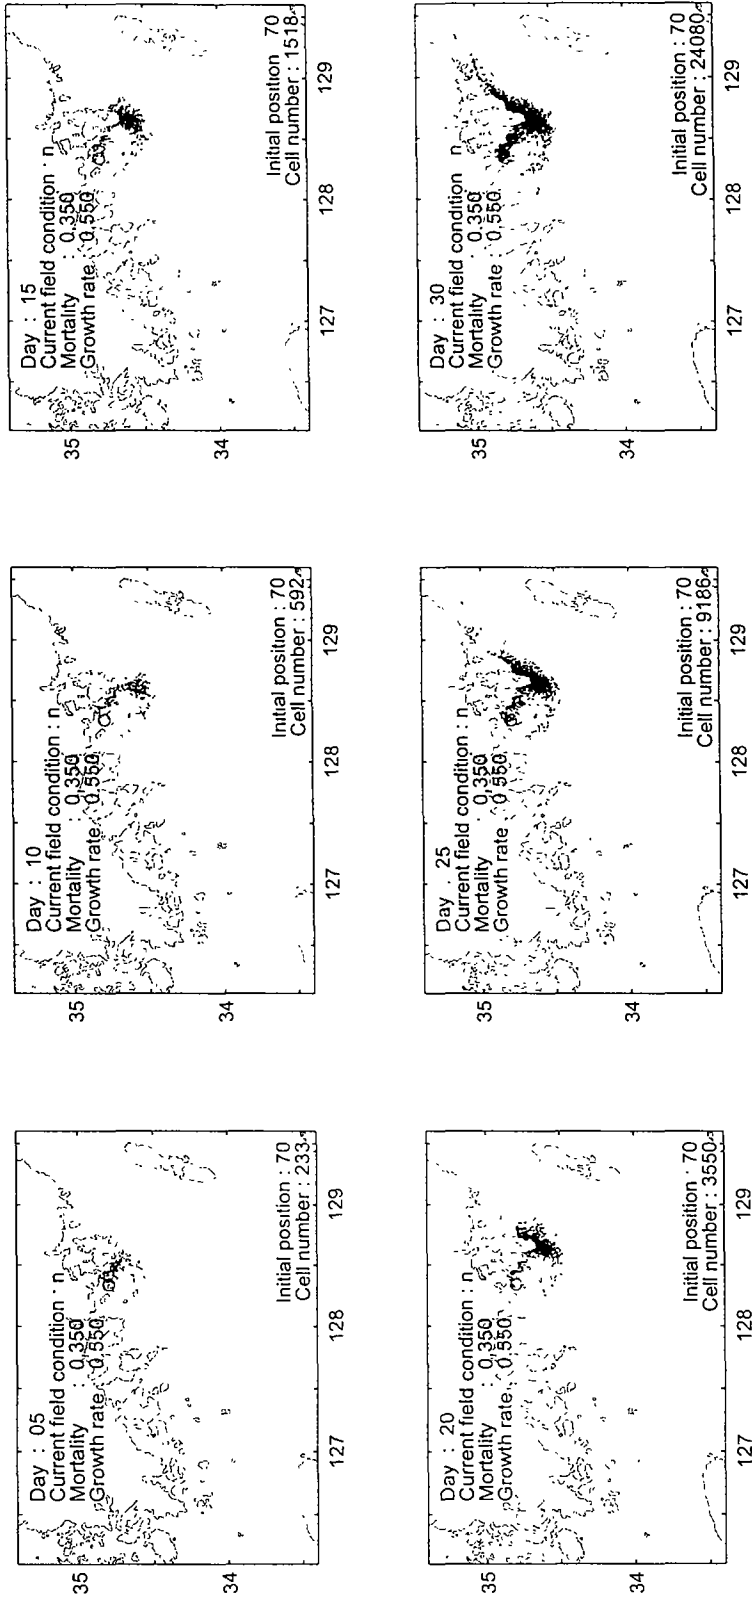 Day : 05
Current field condition · n
Mortality : 0.350
Growth rate : 0.550
Initial position : 70
Cell number : 233
35
34
127
128
129
Day : 10
Current field condition : n
Mortality : 0.350
Growth rate : 0.550
Initial position : 70
Cell number : 592
35
34
127
128
129
Day : 15
Current field condition · n
Mortality : 0.350
Growth rate : 0.550
Initial position 70
Cell number : 1518
35
34
127
128
129
Day : 20
Current field condition : n
Mortality : 0.350
Growth rate : 0.550
Initial position : 70
Cell number : 3550
35
34
127
128
129
Day : 25
Current field condition : n
Mortality : 0.350
Growth rate : 0.550
Initial position : 70
Cell number : 9186
35
34
127
128
129
Day : 30
Current field condition n
Mortality : 0.350
Growth rate : 0.550
Initial position : 70
Cell number : 24080
35
34
127
128
129